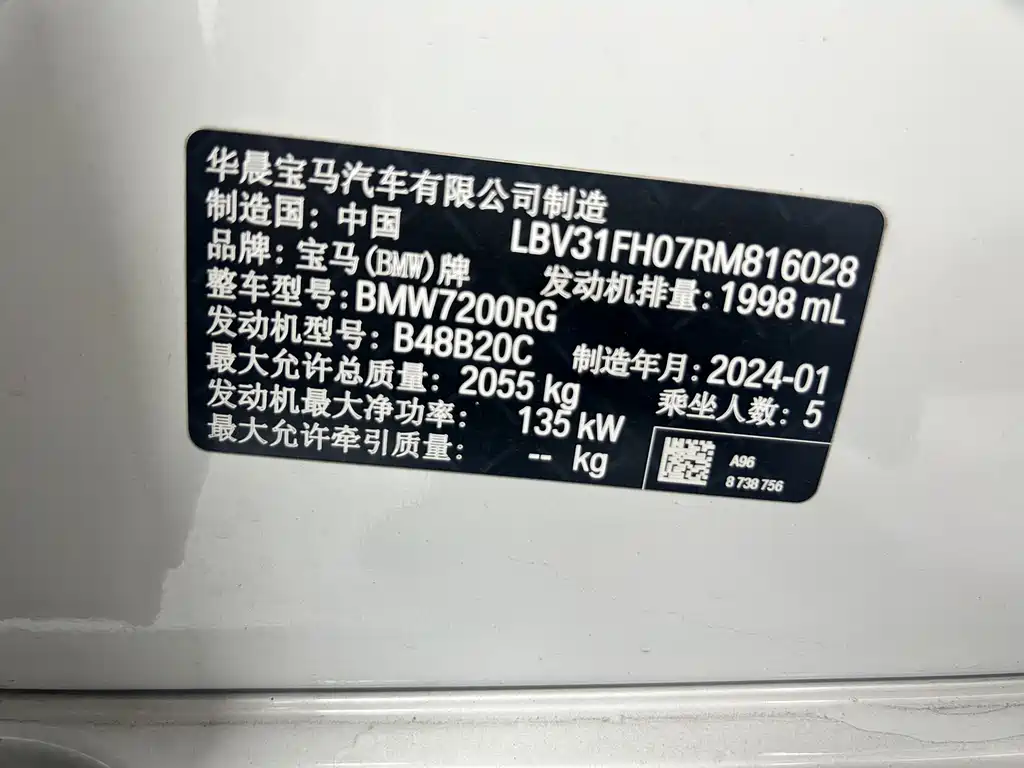 华晨宝马汽车有限公司制造
制造国：中国
LBV31FH07RM816028
品牌：宝马(BMW)牌
发动机排量：1998 mL
整车型号：BMW7200RG
发动机型号：B48B20C
制造年月：2024-01
最大允许总质量：2055 kg
乘坐人数：5
发动机最大净功率：135 kW
最大允许牵引质量：-- kg
A96
8 738 756